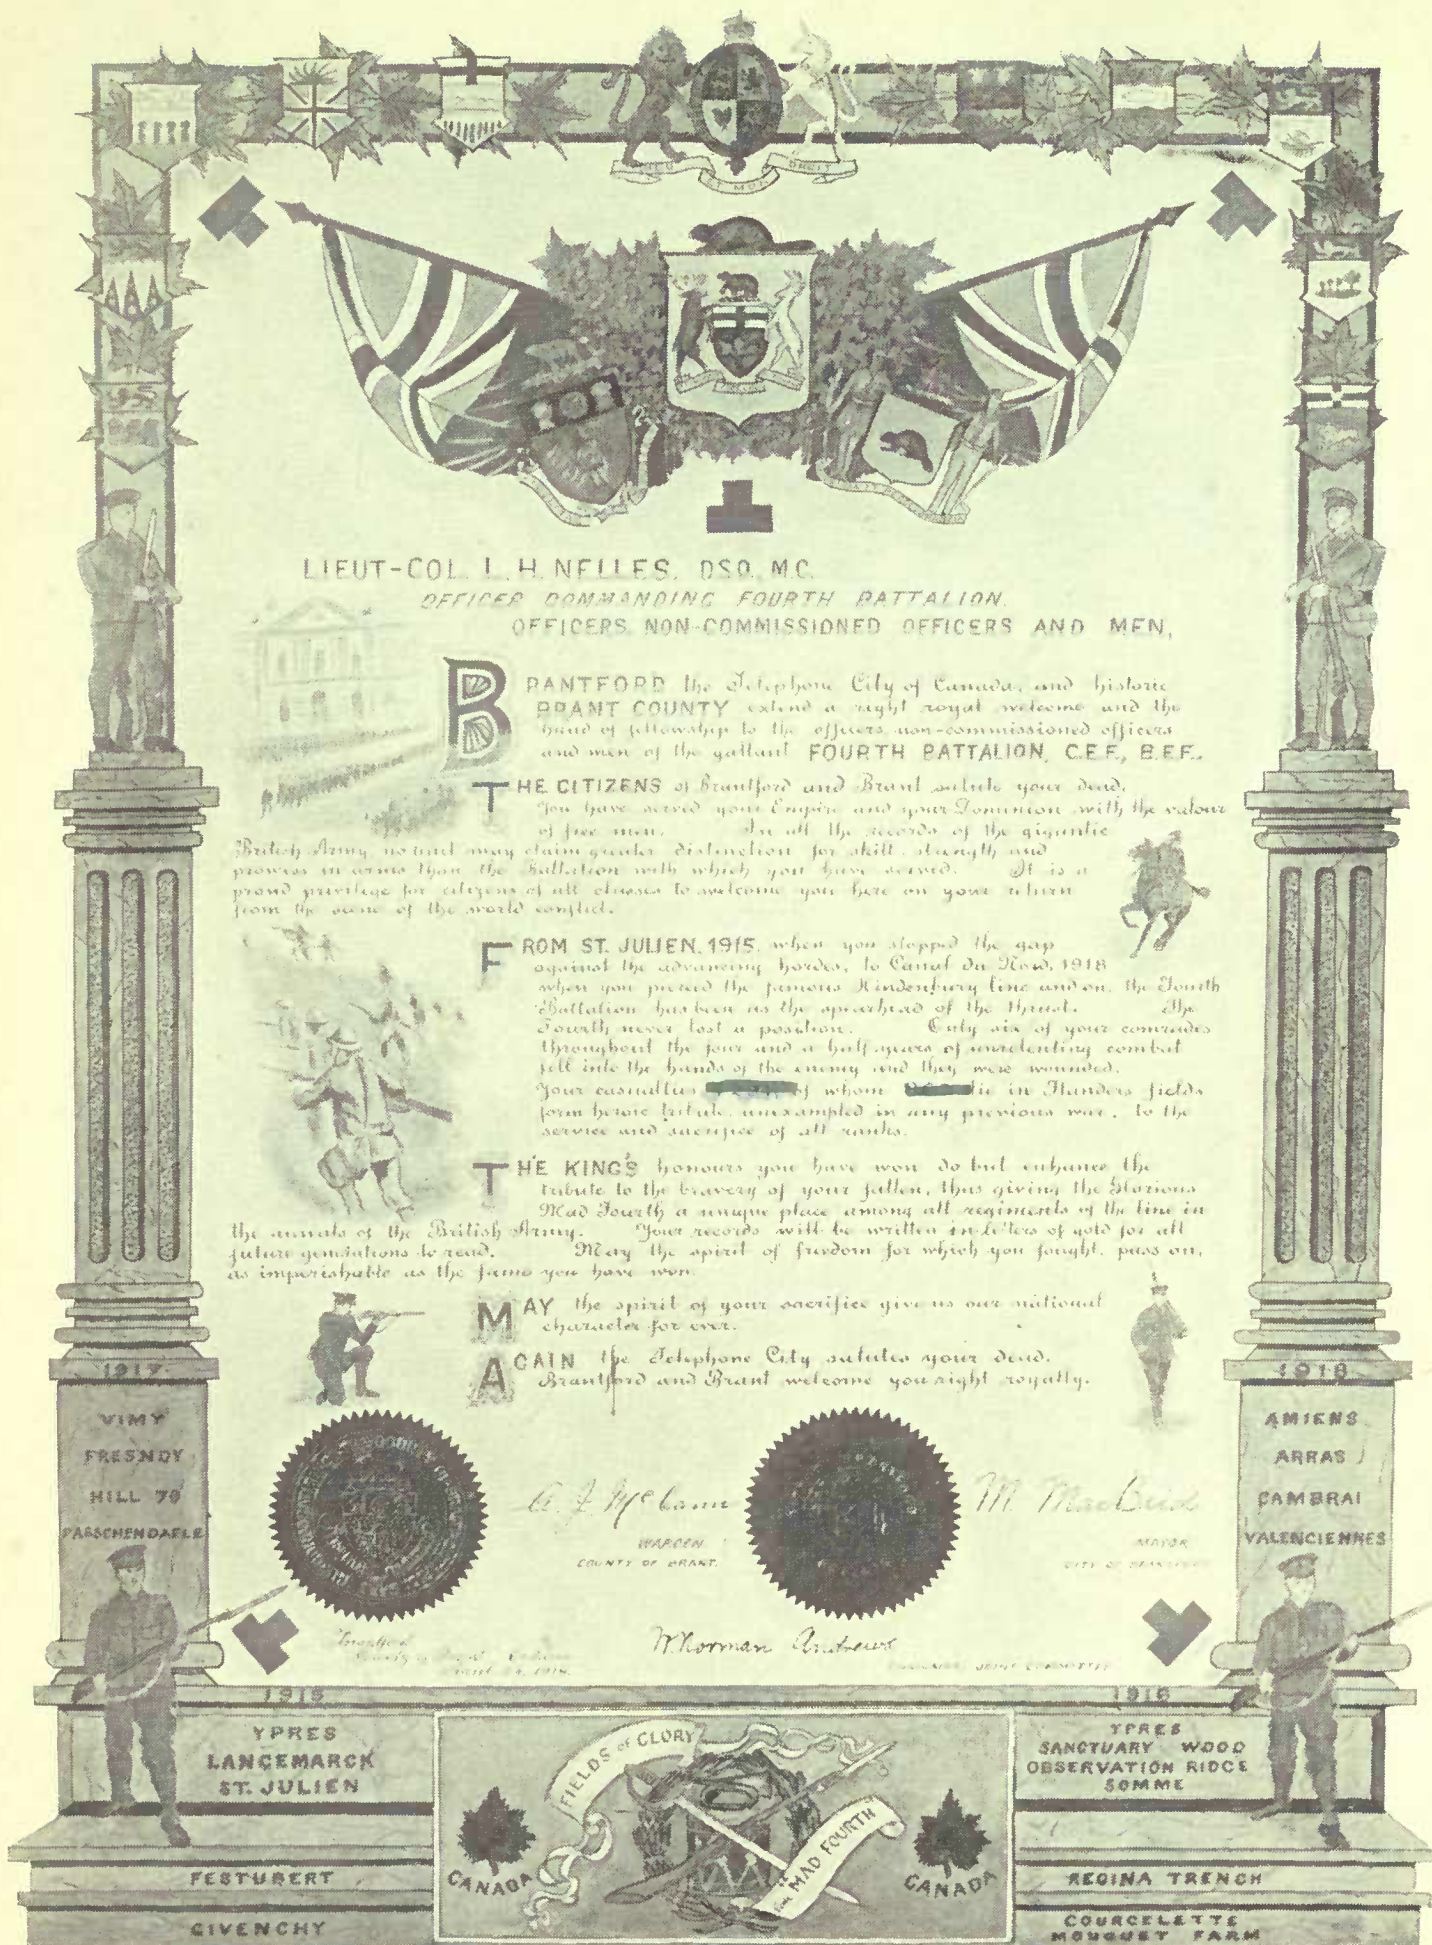 LIEUT-COL. L. H. NELLES. DSO. M.C.
OFFICER COMMANDING FOURTH BATTALION.
OFFICERS, NON-COMMISSIONED OFFICERS AND MEN,
BRANTFORD the Telephone City of Canada, and historic
BRANT COUNTY extend a right royal welcome and the
hand of fellowship to the officers, non-commissioned officers
and men of the gallant FOURTH BATTALION, C.E.F., B.E.F.,
THE CITIZENS of Brantford and Brant salute your dead.
You have served your Empire and your Dominion with the valour
of free men. In all the records of the gigantic
British Army no unit may claim greater distinction for skill, strength and
prowess in arms than the Battalion with which you have served. It is a
proud privilege for citizens of all classes to welcome you here on your return
from the scene of the world conflict.
FROM ST. JULIEN, 1915, when you stopped the gap
against the advancing hordes, to Canal du Nord, 1918
when you pierced the famous Hindenburg line and on, the Fourth
Battalion has been as the spearhead of the thrust. The
Fourth never lost a position. Only six of your comrades
throughout the four and a half years of unrelenting combat
fell into the hands of the enemy and they were wounded.
Your casualties of whom lie in Flanders fields
form heroic tribute, unexampled in any previous war, to the
service and sacrifice of all ranks.
THE KING'S honours you have won do but enhance the
tribute to the bravery of your fallen, thus giving the Glorious
Mad Fourth a unique place among all regiments of the line in
the annals of the British Army. Your records will be written in letters of gold for all
future generations to read. May the spirit of freedom for which you fought, pass on,
as imperishable as the fame you have won.
MAY the spirit of your sacrifice give us our national
character for ever.
AGAIN the Telephone City salutes your dead.
Brantford and Brant welcome you right royally.
1917
VIMY
FRESNOY
HILL 70
PASSCHENDAELE
1918
AMIENS
ARRAS
CAMBRAI
VALENCIENNES
WARDEN
COUNTY OF BRANT.
M. MacBride
MAYOR
CITY OF BRANTFORD
Brantford
W. Norman Andrews
JOINT COMMITTEE
1915
YPRES
LANGEMARCK
ST. JULIEN
FESTUBERT
GIVENCHY
FIELDS OF GLORY
MAD FOURTH
CANADA
CANADA
1916
YPRES
SANCTUARY WOOD
OBSERVATION RIDGE
SOMME
REGINA TRENCH
COURCELETTE
MOUQUET FARM